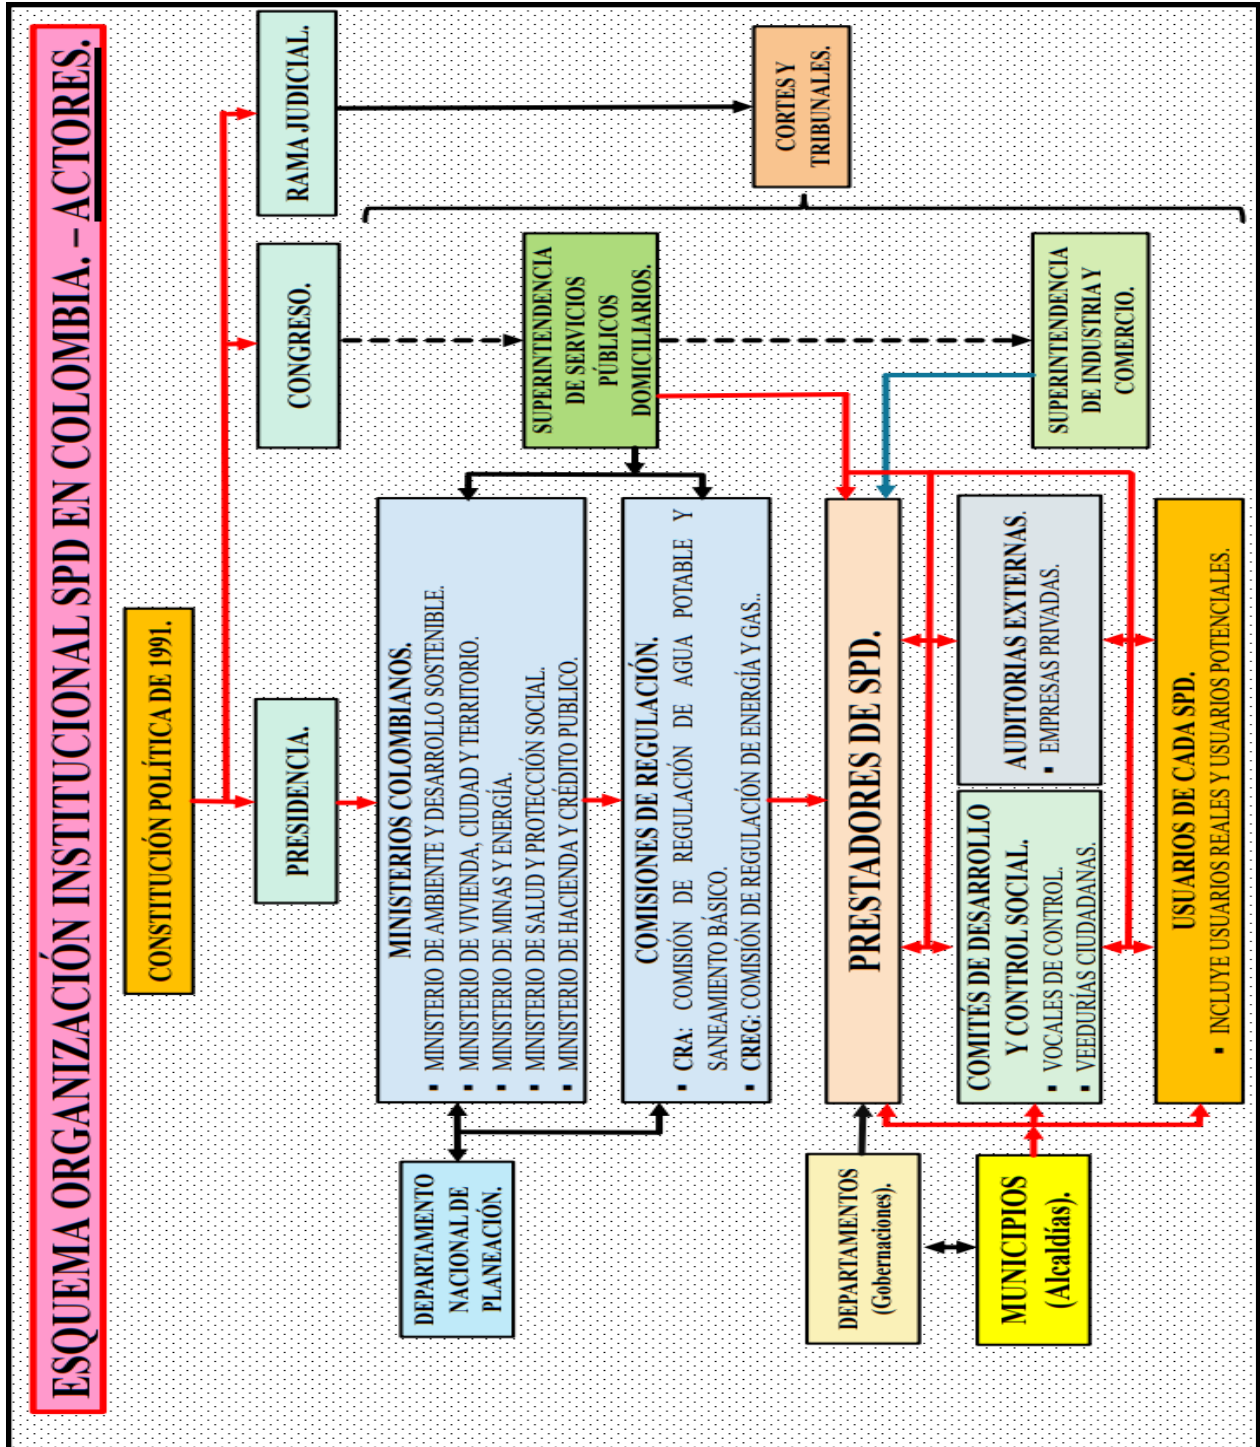 ESQUEMA ORGANIZACIÓN INSTITUCIONAL SPD EN COLOMBIA. – ACTORES.
CONSTITUCIÓN POLÍTICA DE 1991.
PRESIDENCIA.
CONGRESO.
RAMA JUDICIAL.
DEPARTAMENTO
NACIONAL DE
PLANEACIÓN.
MINISTERIOS COLOMBIANOS.
▪ MINISTERIO DE AMBIENTE Y DESARROLLO SOSTENIBLE.
▪ MINISTERIO DE VIVIENDA, CIUDAD Y TERRITORIO.
▪ MINISTERIO DE MINAS Y ENERGÍA.
▪ MINISTERIO DE SALUD Y PROTECCIÓN SOCIAL.
▪ MINISTERIO DE HACIENDA Y CRÉDITO PUBLICO.
SUPERINTENDENCIA
DE SERVICIOS
PÚBLICOS
DOMICILIARIOS.
COMISIONES DE REGULACIÓN.
▪ CRA: COMISIÓN DE REGULACIÓN DE AGUA POTABLE Y
SANEAMIENTO BÁSICO.
▪ CREG: COMISIÓN DE REGULACIÓN DE ENERGÍA Y GAS..
CORTES Y
TRIBUNALES.
DEPARTAMENTOS
(Gobernaciones).
PRESTADORES DE SPD.
MUNICIPIOS
(Alcaldías).
COMITÉS DE DESARROLLO
Y CONTROL SOCIAL.
▪ VOCALES DE CONTROL.
▪ VEEDURÍAS CIUDADANAS.
AUDITORIAS EXTERNAS.
▪ EMPRESAS PRIVADAS.
SUPERINTENDENCIA
DE INDUSTRIA Y
COMERCIO.
USUARIOS DE CADA SPD.
▪ INCLUYE USUARIOS REALES Y USUARIOS POTENCIALES.